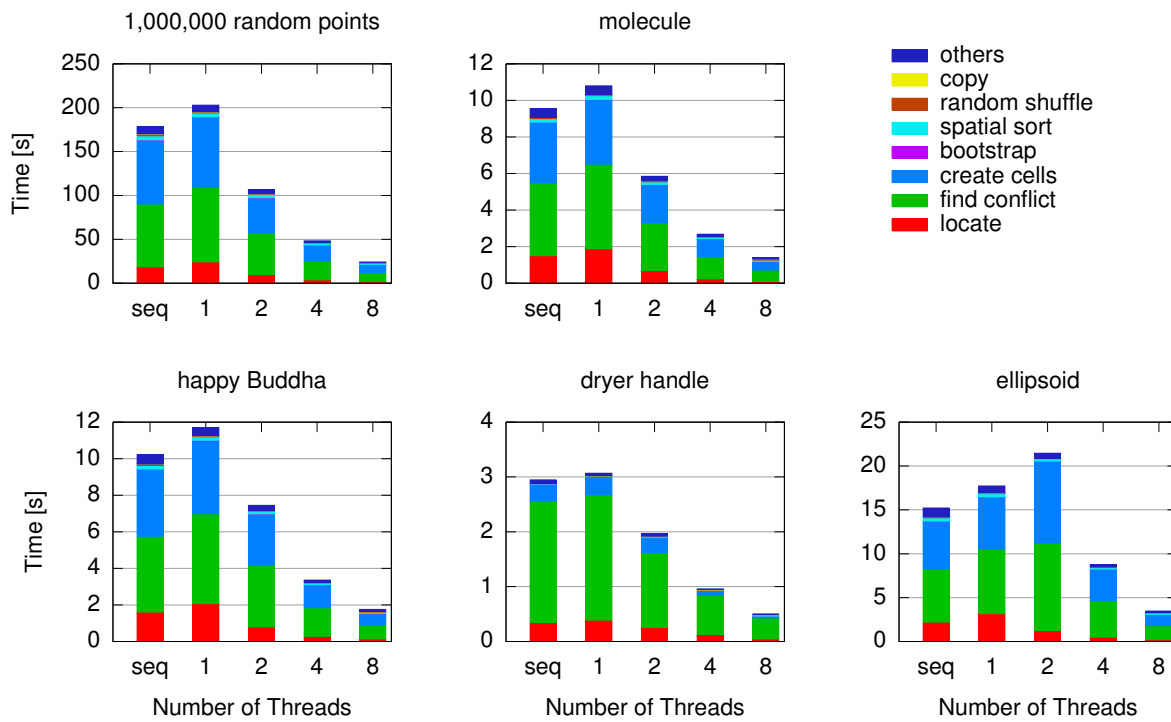 1,000,000 random points
250
200
150
100
50
0
Time [s]
seq 1 2 4 8
molecule
12
10
8
6
4
2
0
seq 1 2 4 8
others
copy
random shuffle
spatial sort
bootstrap
create cells
find conflict
locate
happy Buddha
12
10
8
6
4
2
0
Time [s]
seq 1 2 4 8
Number of Threads
dryer handle
4
3
2
1
0
seq 1 2 4 8
Number of Threads
ellipsoid
25
20
15
10
5
0
seq 1 2 4 8
Number of Threads